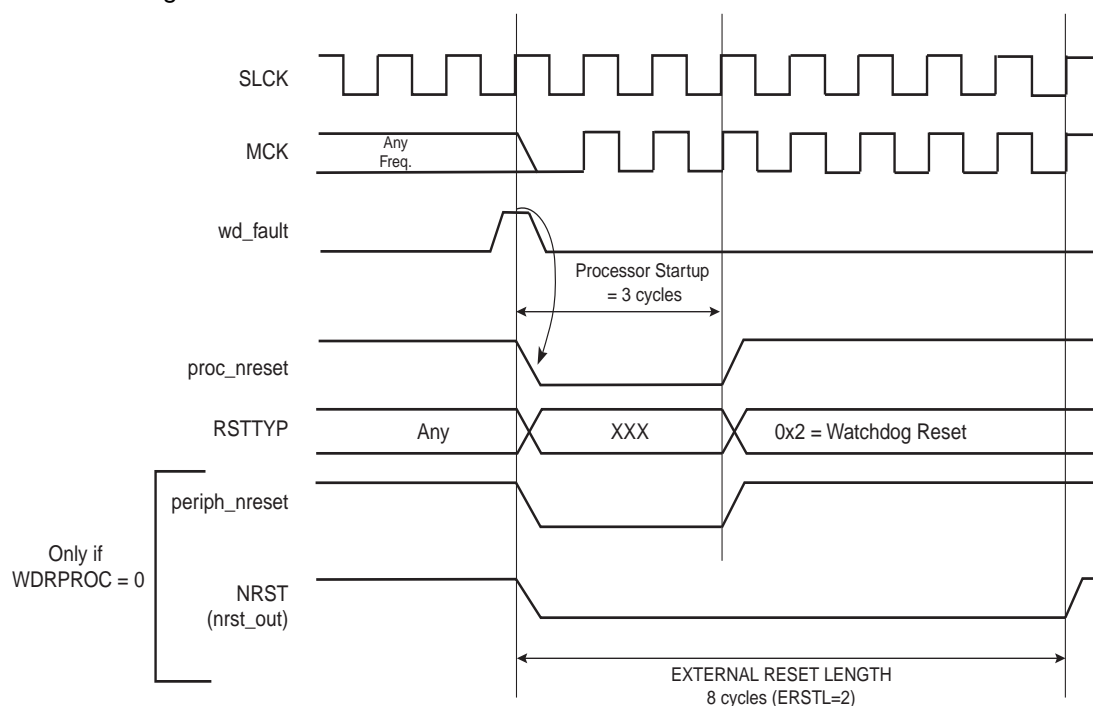 SLCK
MCK
Any
Freq.
wd_fault
Processor Startup
= 3 cycles
proc_nreset
RSTTYP
Any
XXX
0x2 = Watchdog Reset
periph_nreset
Only if
WDRPROC = 0
NRST
(nrst_out)
EXTERNAL RESET LENGTH
8 cycles (ERSTL=2)